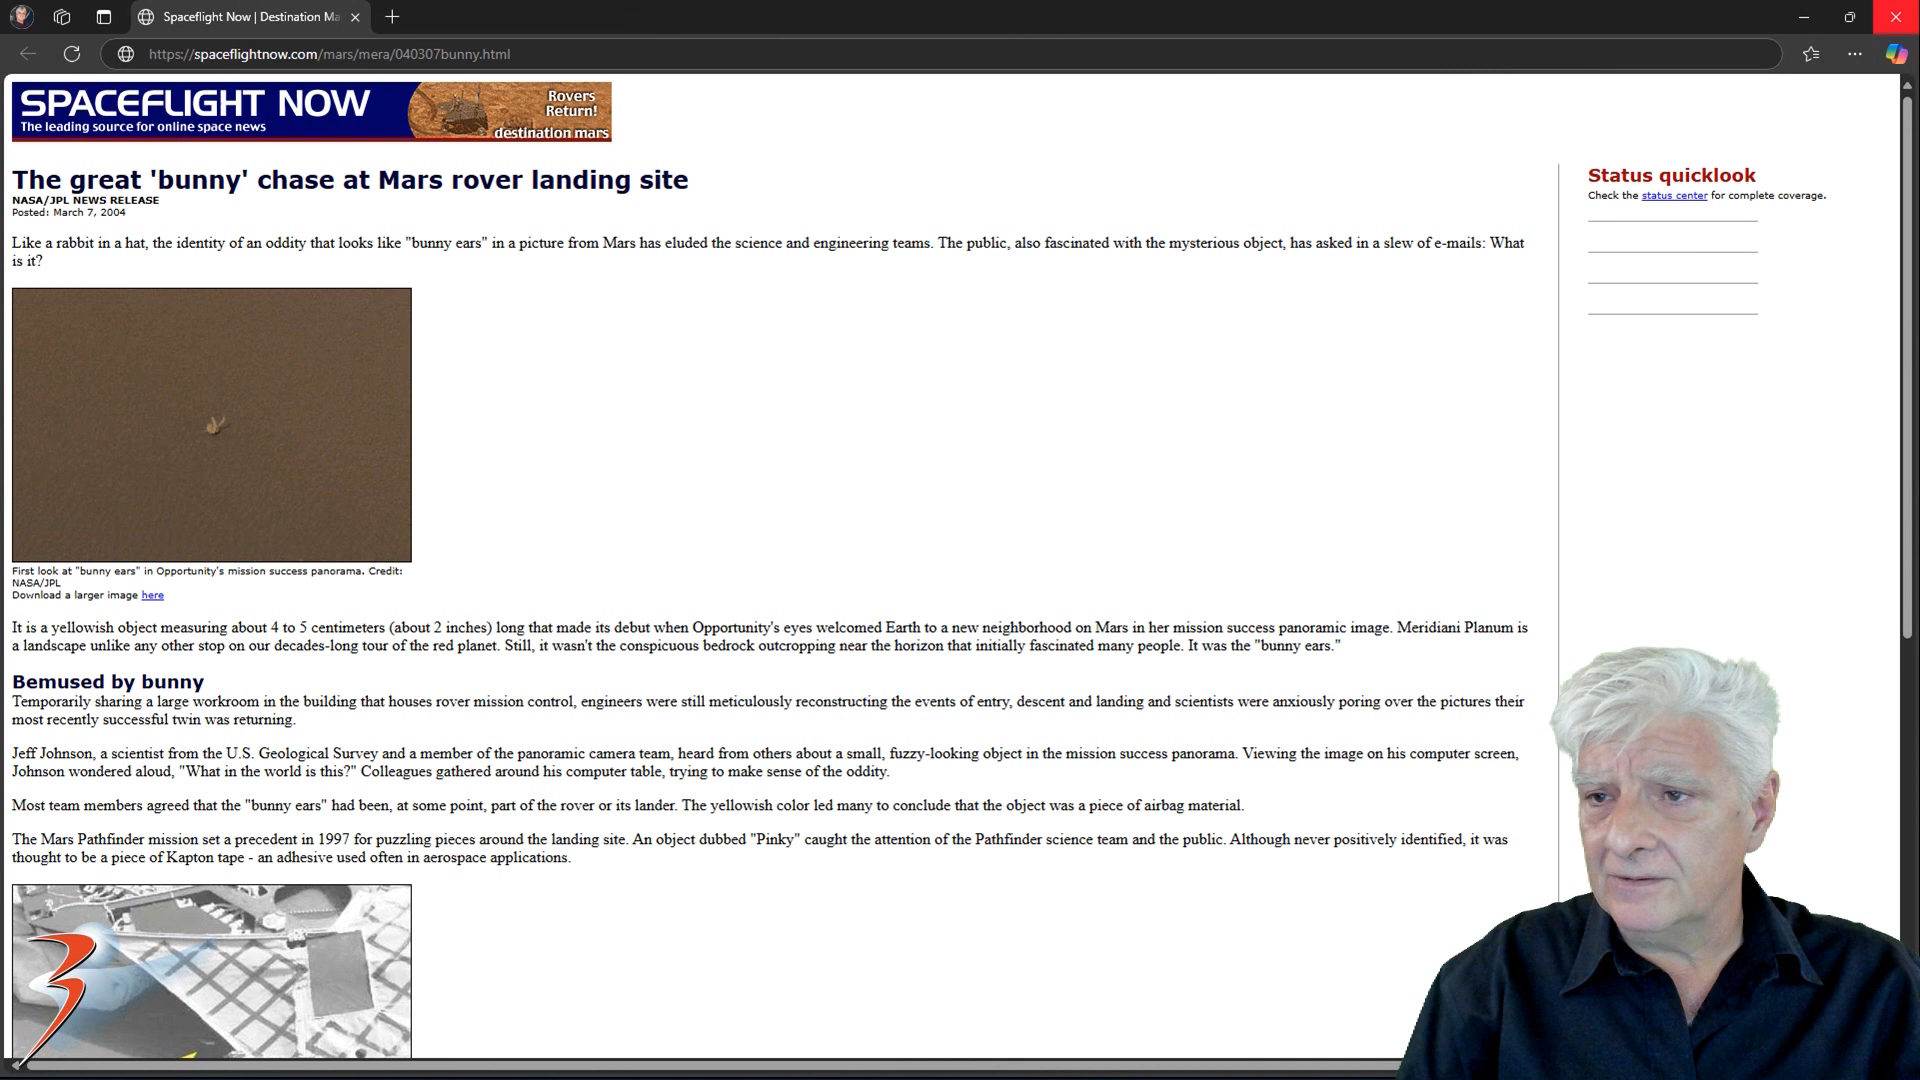 Spaceflight Now | Destination Ma
https://spaceflightnow.com/mars/mera/040307bunny.html
SPACEFLIGHT NOW
The leading source for online space news
Rovers
Return!
destination mars
The great 'bunny' chase at Mars rover landing site
NASA/JPL NEWS RELEASE
Posted: March 7, 2004
Like a rabbit in a hat, the identity of an oddity that looks like "bunny ears" in a picture from Mars has eluded the science and engineering teams. The public, also fascinated with the mysterious object, has asked in a slew of e-mails: What
is it?
First look at "bunny ears" in Opportunity's mission success panorama. Credit:
NASA/JPL
Download a larger image here
It is a yellowish object measuring about 4 to 5 centimeters (about 2 inches) long that made its debut when Opportunity's eyes welcomed Earth to a new neighborhood on Mars in her mission success panoramic image. Meridiani Planum is
a landscape unlike any other stop on our decades-long tour of the red planet. Still, it wasn't the conspicuous bedrock outcropping near the horizon that initially fascinated many people. It was the "bunny ears."
Bemused by bunny
Temporarily sharing a large workroom in the building that houses rover mission control, engineers were still meticulously reconstructing the events of entry, descent and landing and scientists were anxiously poring over the pictures their
most recently successful twin was returning.
Jeff Johnson, a scientist from the U.S. Geological Survey and a member of the panoramic camera team, heard from others about a small, fuzzy-looking object in the mission success panorama. Viewing the image on his computer screen,
Johnson wondered aloud, "What in the world is this?" Colleagues gathered around his computer table, trying to make sense of the oddity.
Most team members agreed that the "bunny ears" had been, at some point, part of the rover or its lander. The yellowish color led many to conclude that the object was a piece of airbag material.
The Mars Pathfinder mission set a precedent in 1997 for puzzling pieces around the landing site. An object dubbed "Pinky" caught the attention of the Pathfinder science team and the public. Although never positively identified, it was
thought to be a piece of Kapton tape - an adhesive used often in aerospace applications.
Status quicklook
Check the status center for complete coverage.
3